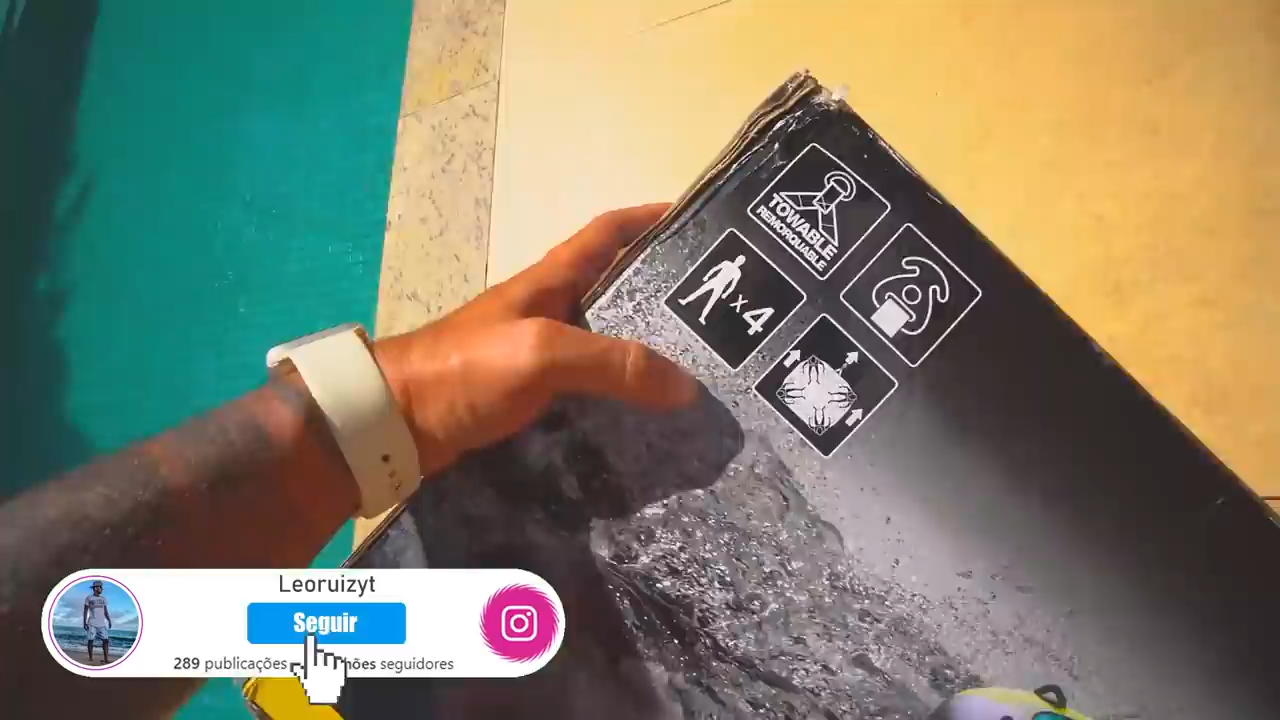 TOWABLE
REMORQUABLE
x4
Leoruizyt
Seguir
289 publicações
seguidores